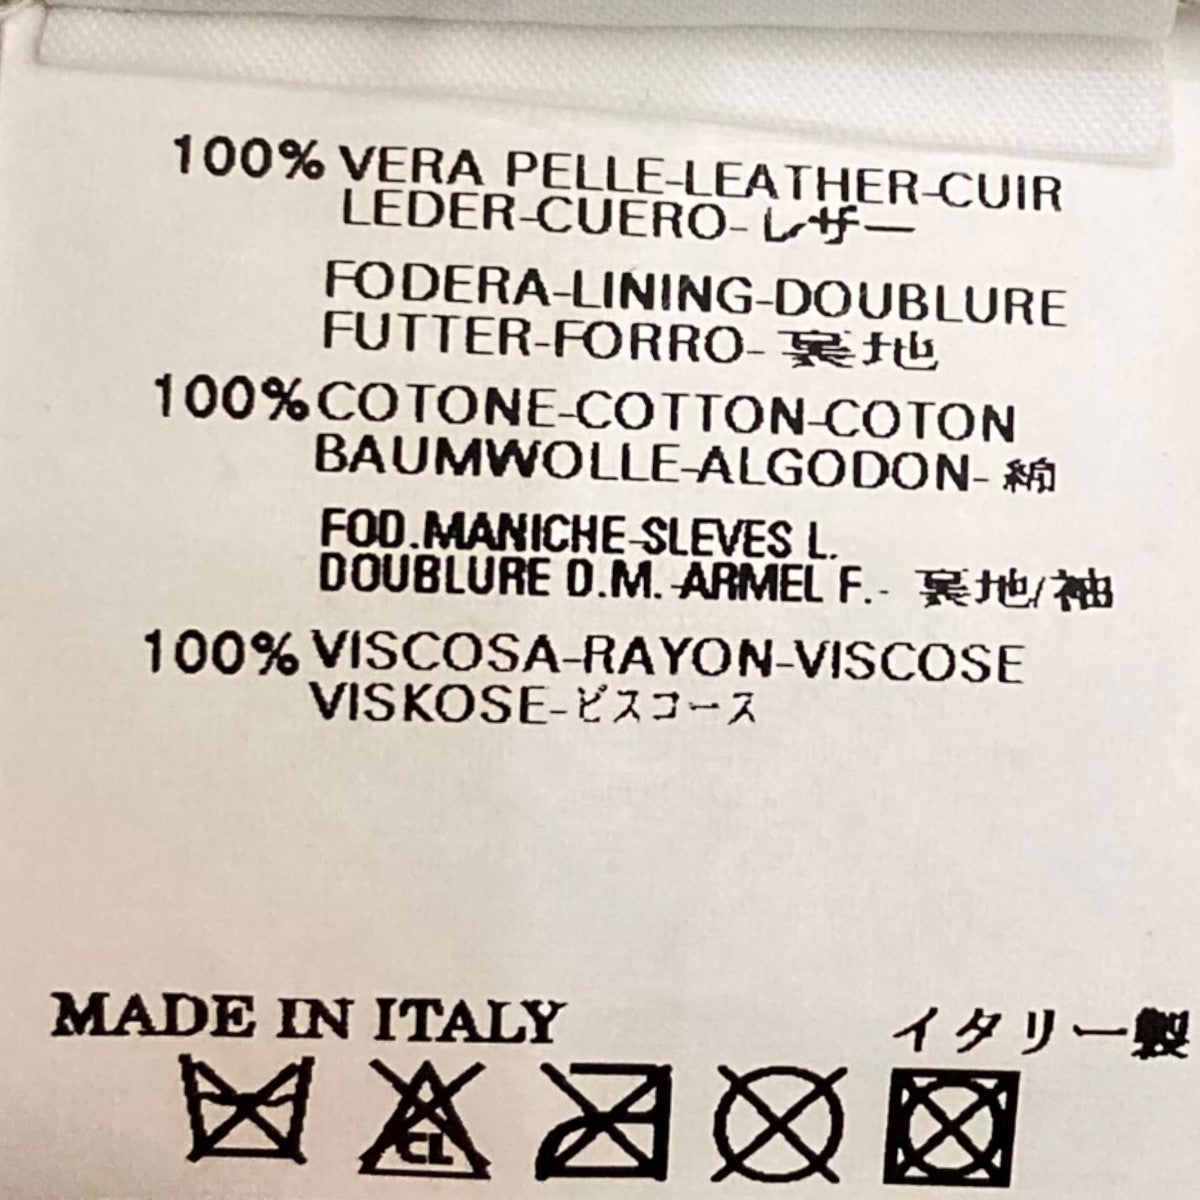 100% VERA PELLE-LEATHER-CUIR
LEDER-CUERO-レザー
FODERA-LINING-DOUBLURE
FUTTER-FORRO-裏地
100% COTONE-COTTON-COTON
BAUMWOLLE-ALGODON-綿
FOD.MANICHE-SLEVES L.
DOUBLURE D.M.-ARMEL F.-裏地/袖
100% VISCOSA-RAYON-VISCOSE
VISKOSE-ビスコース
MADE IN ITALY イタリー製
CL